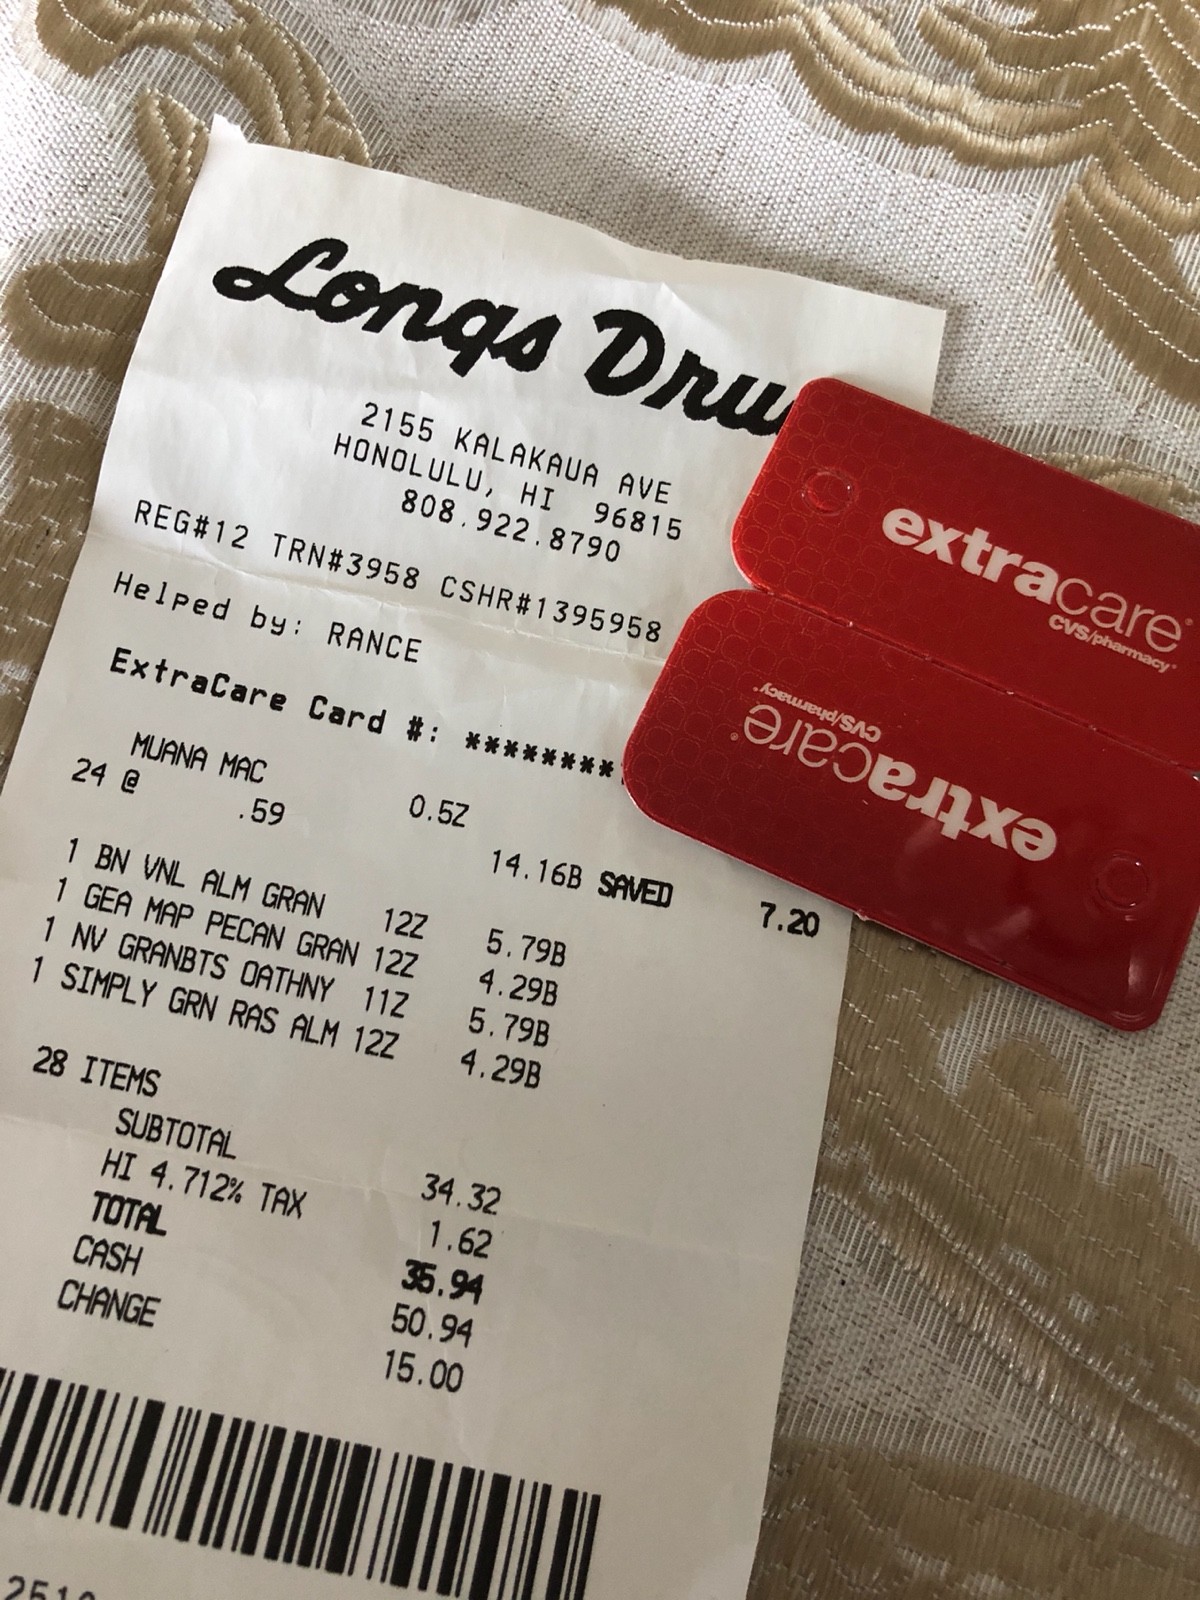 Longs Dru
2155 KALAKAUA AVE
HONOLULU, HI 96815
808.922.8790
REG#12 TRN#3958 CSHR#1395958
Helped by: RANCE
ExtraCare Card #: ********
MUANA MAC 0.5Z
24 @ .59 14.16B SAVED 7.20
1 BN VNL ALM GRAN 12Z 5.79B
1 GEA MAP PECAN GRAN 12Z 4.29B
1 NV GRANBTS OATHNY 11Z 5.79B
1 SIMPLY GRN RAS ALM 12Z 4.29B
28 ITEMS
SUBTOTAL 34.32
HI 4.712% TAX 1.62
TOTAL 35.94
CASH 50.94
CHANGE 15.00
extracare®
CVS/pharmacy®
extracare®
CVS/pharmacy®